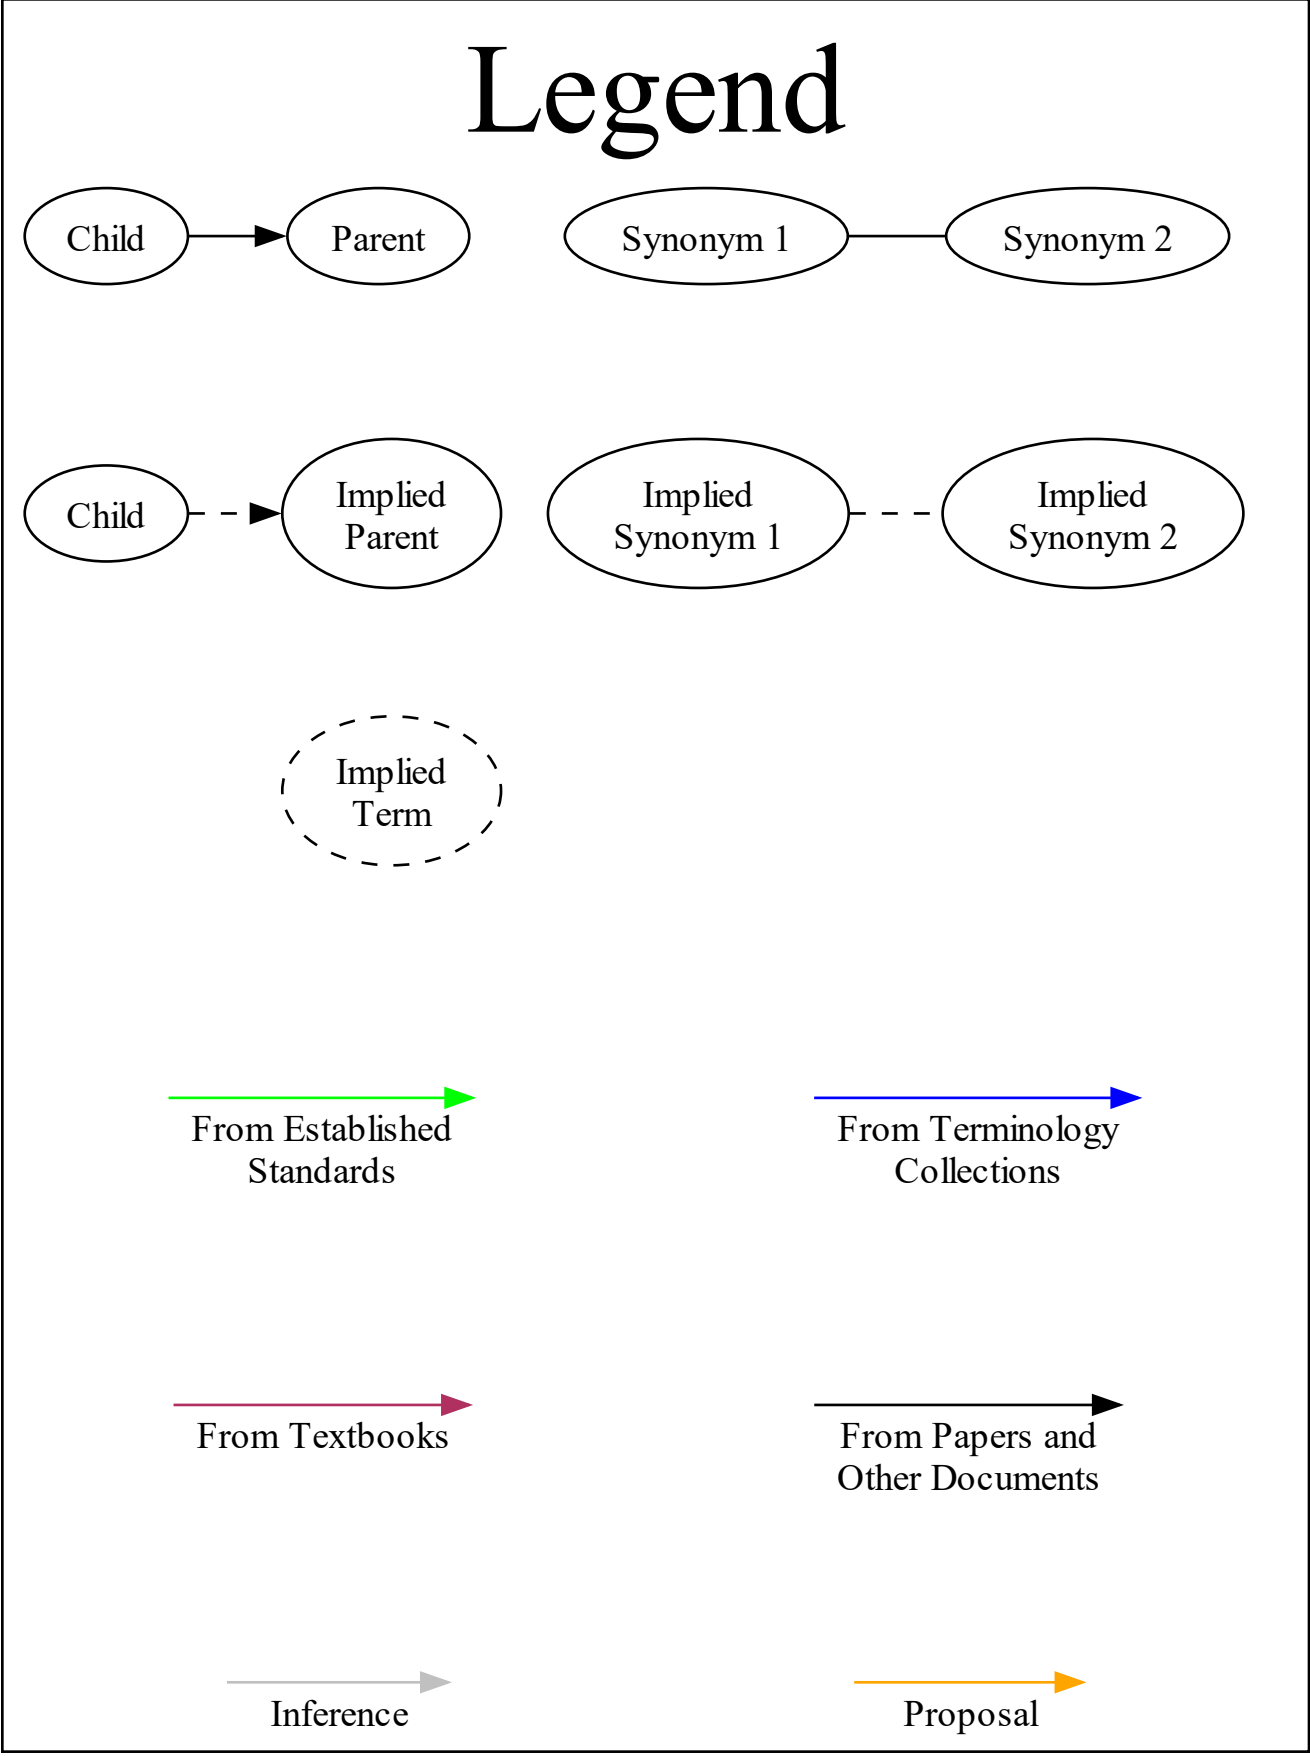 Legend
Child
Parent
Synonym 1
Synonym 2
Child
Implied
Parent
Implied
Synonym 1
Implied
Synonym 2
Implied
Term
From Established
Standards
From Terminology
Collections
From Textbooks
From Papers and
Other Documents
Inference
Proposal